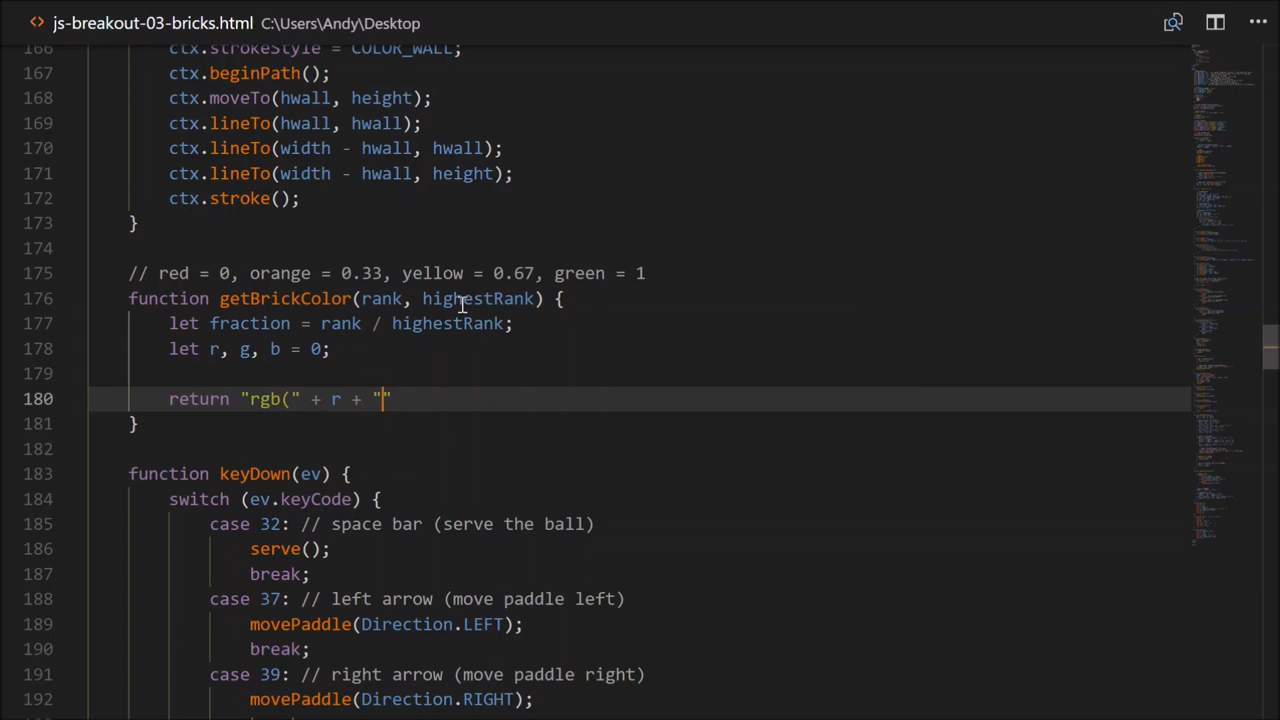 js-breakout-03-bricks.html C:\Users\Andy\Desktop
166 ctx.strokeStyle = COLOR_WALL;
167 ctx.beginPath();
168 ctx.moveTo(hwall, height);
169 ctx.lineTo(hwall, hwall);
170 ctx.lineTo(width - hwall, hwall);
171 ctx.lineTo(width - hwall, height);
172 ctx.stroke();
173 }
174
175 // red = 0, orange = 0.33, yellow = 0.67, green = 1
176 function getBrickColor(rank, highestRank) {
177 let fraction = rank / highestRank;
178 let r, g, b = 0;
179
180 return "rgb(" + r + ""
181 }
182
183 function keyDown(ev) {
184 switch (ev.keyCode) {
185 case 32: // space bar (serve the ball)
186 serve();
187 break;
188 case 37: // left arrow (move paddle left)
189 movePaddle(Direction.LEFT);
190 break;
191 case 39: // right arrow (move paddle right)
192 movePaddle(Direction.RIGHT);